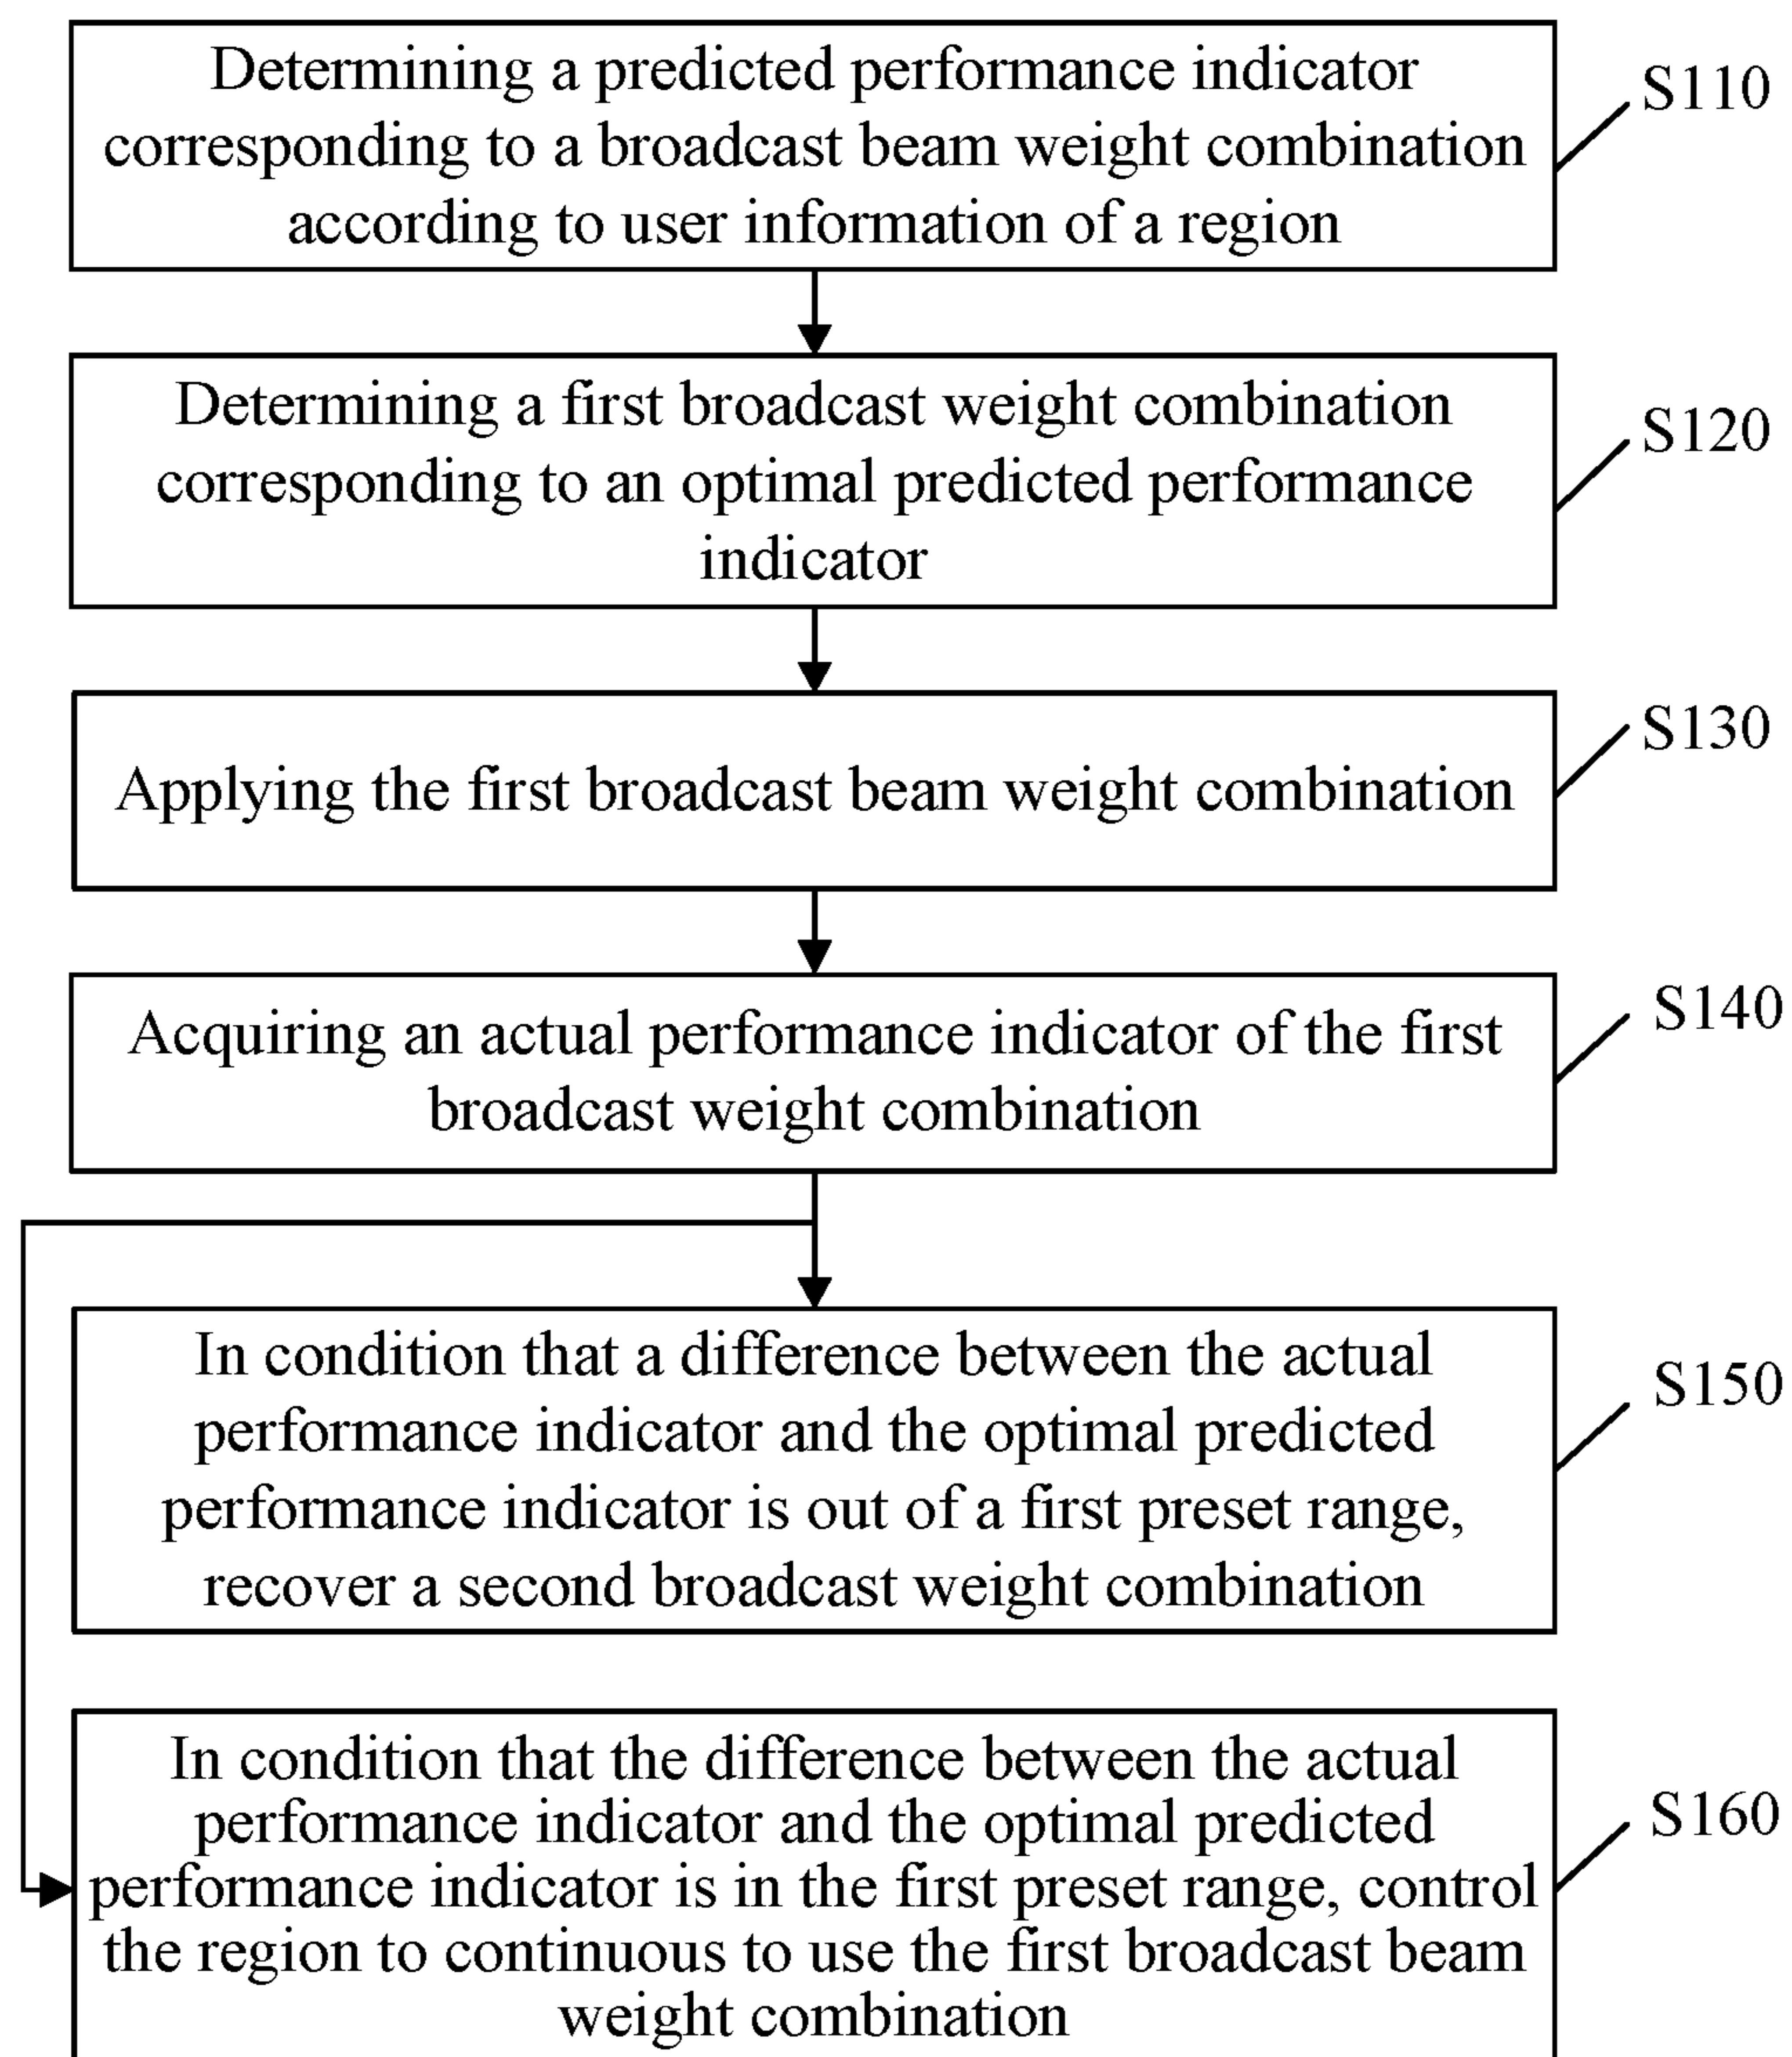 Determining a predicted performance indicator
corresponding to a broadcast beam weight combination
according to user information of a region
S110
Determining a first broadcast weight combination
corresponding to an optimal predicted performance
indicator
S120
Applying the first broadcast beam weight combination
S130
Acquiring an actual performance indicator of the first
broadcast weight combination
S140
In condition that a difference between the actual
performance indicator and the optimal predicted
performance indicator is out of a first preset range,
recover a second broadcast weight combination
S150
In condition that the difference between the actual
performance indicator and the optimal predicted
performance indicator is in the first preset range, control
the region to continuous to use the first broadcast beam
weight combination
S160